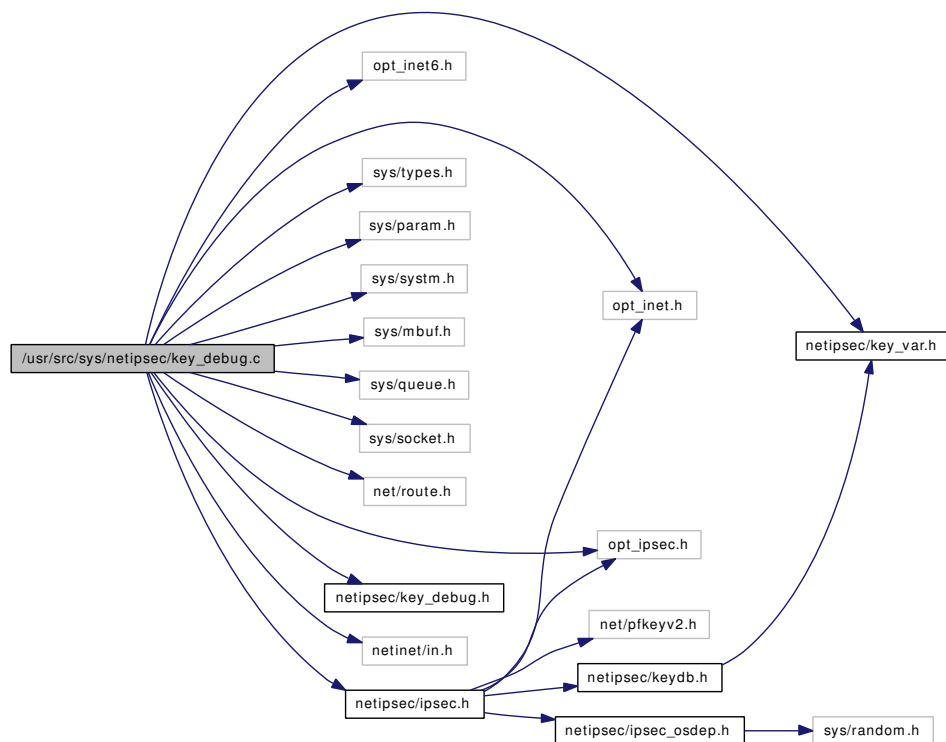 opt_inet6.h
sys/types.h
sys/param.h
sys/systm.h
opt_inet.h
sys/mbuf.h
netipsec/key_var.h
/usr/src/sys/netipsec/key_debug.c
sys/queue.h
sys/socket.h
net/route.h
opt_ipsec.h
netipsec/key_debug.h
net/pfkeyv2.h
netinet/in.h
netipsec/keydb.h
netipsec/ipsec.h
netipsec/ipsec_osdep.h
sys/random.h